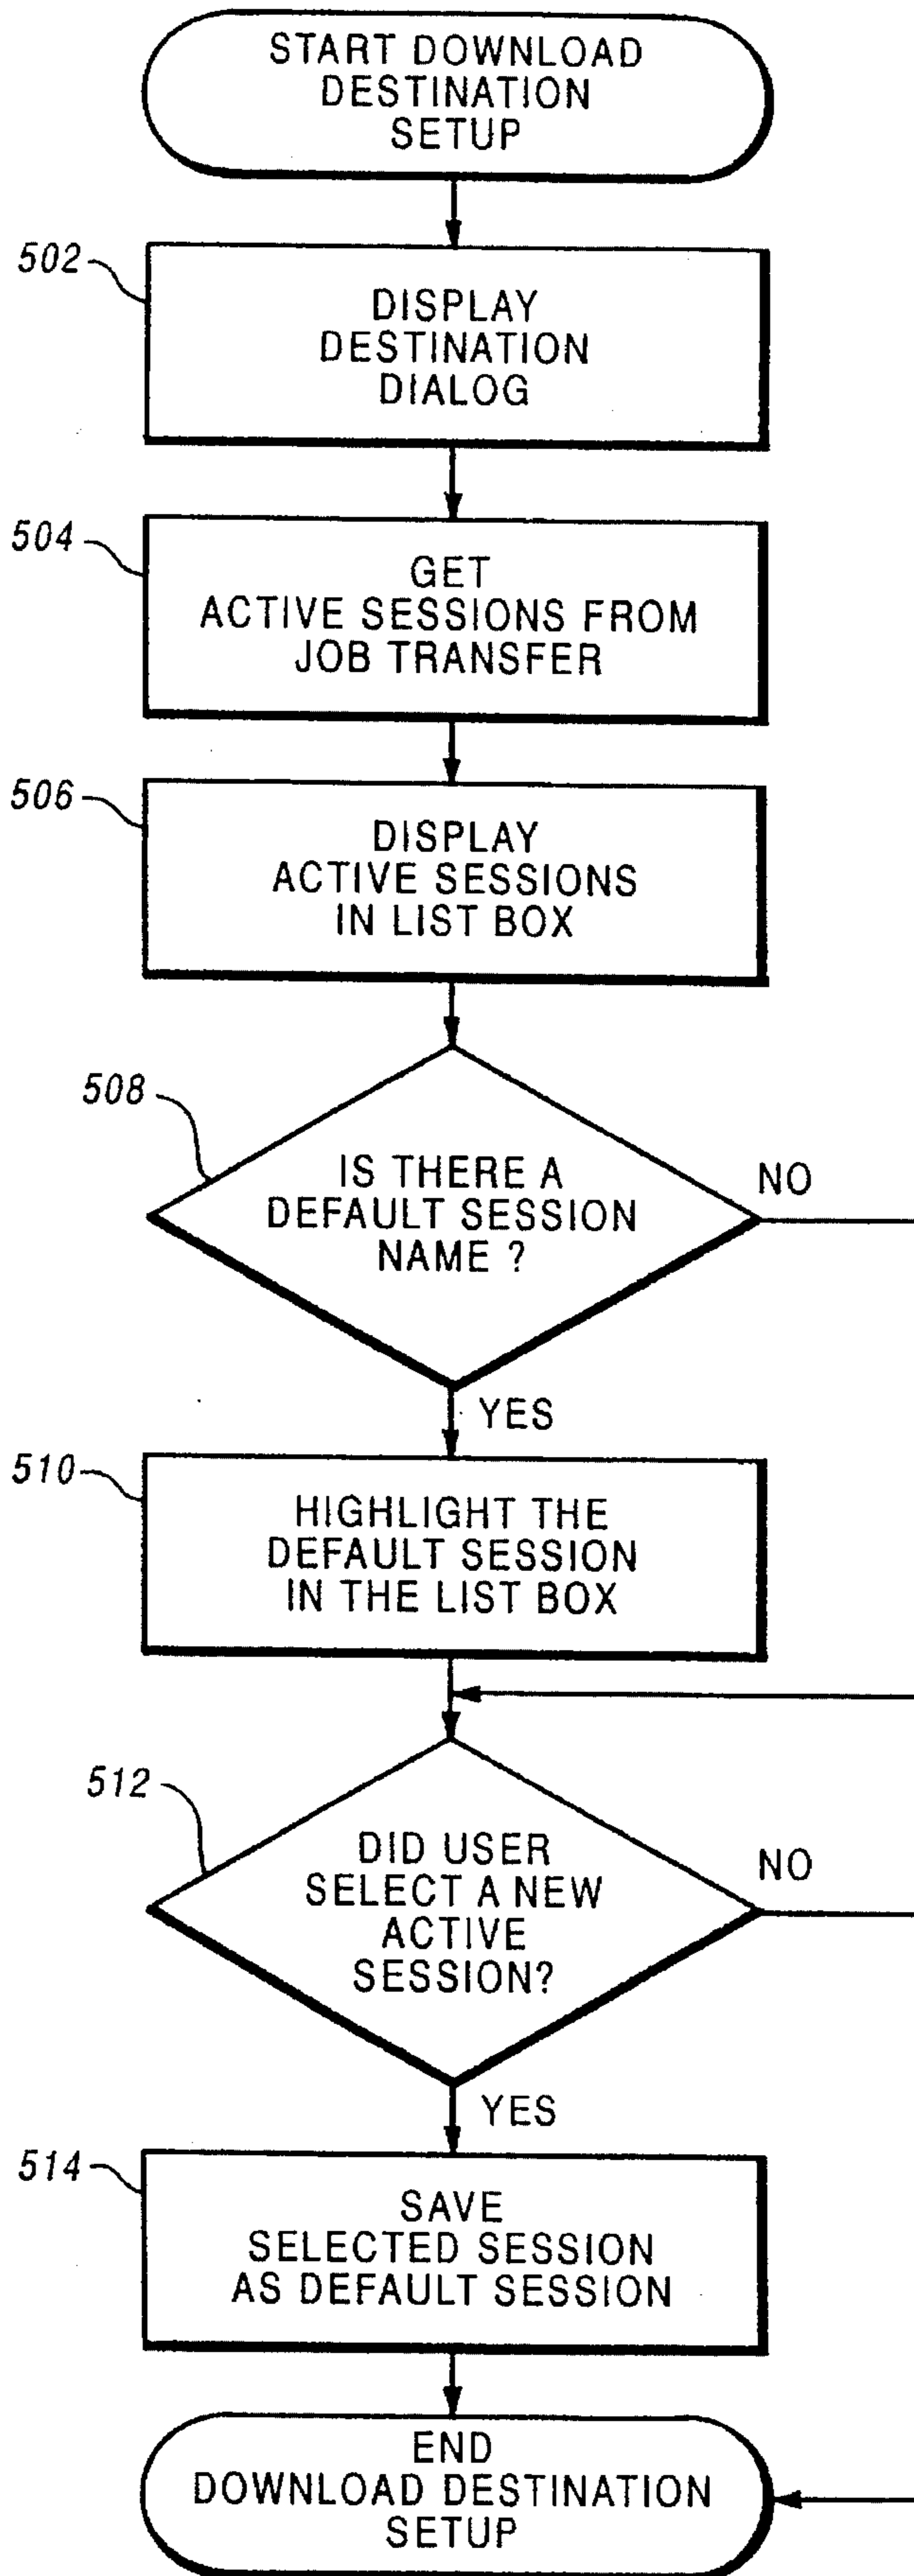 START DOWNLOAD
DESTINATION
SETUP
502
DISPLAY
DESTINATION
DIALOG
504
GET
ACTIVE SESSIONS FROM
JOB TRANSFER
506
DISPLAY
ACTIVE SESSIONS
IN LIST BOX
508
IS THERE A
DEFAULT SESSION
NAME ?
NO
YES
510
HIGHLIGHT THE
DEFAULT SESSION
IN THE LIST BOX
512
DID USER
SELECT A NEW
ACTIVE
SESSION?
NO
YES
514
SAVE
SELECTED SESSION
AS DEFAULT SESSION
END
DOWNLOAD DESTINATION
SETUP